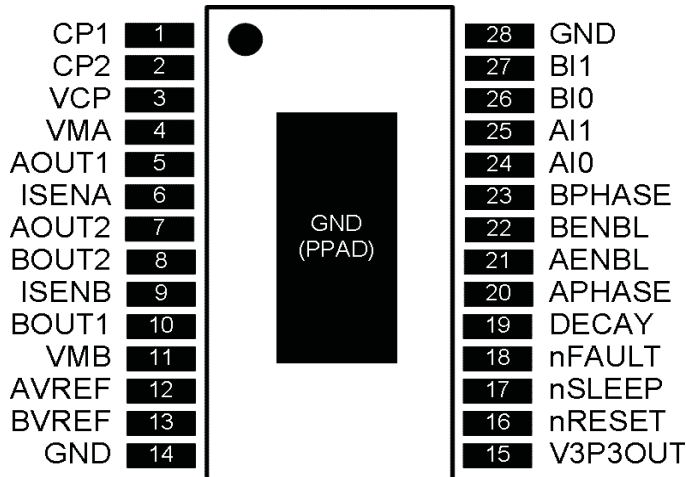 CP1 1 28 GND
CP2 2 27 BI1
VCP 3 26 BI0
VMA 4 25 AI1
AOUT1 5 24 AI0
ISENA 6 23 BPHASE
AOUT2 7 22 BENBL
BOUT2 8 21 AENBL
ISENB 9 20 APHASE
BOUT1 10 19 DECAY
VMB 11 18 nFAULT
AVREF 12 17 nSLEEP
BVREF 13 16 nRESET
GND 14 15 V3P3OUT
GND
(PPAD)